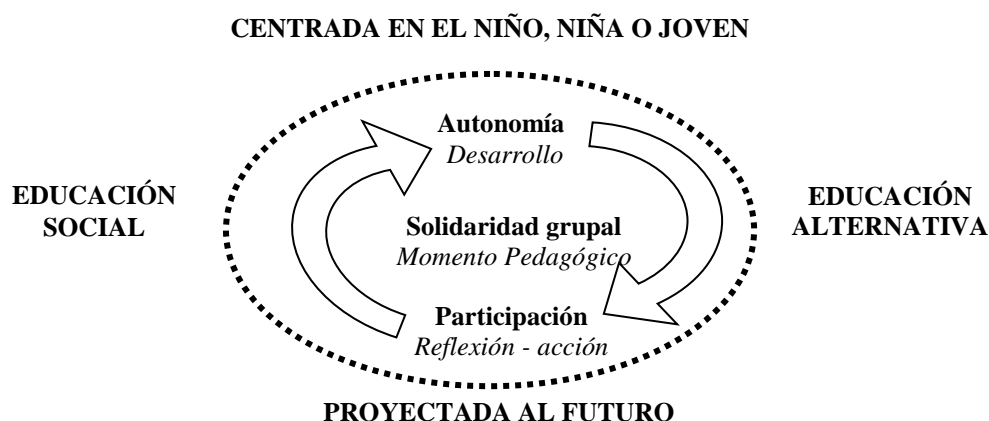 CENTRADA EN EL NIÑO, NIÑA O JOVEN
Autonomía
Desarrollo
EDUCACIÓN
SOCIAL
Solidaridad grupal
Momento Pedagógico
EDUCACIÓN
ALTERNATIVA
Participación
Reflexión - acción
PROYECTADA AL FUTURO